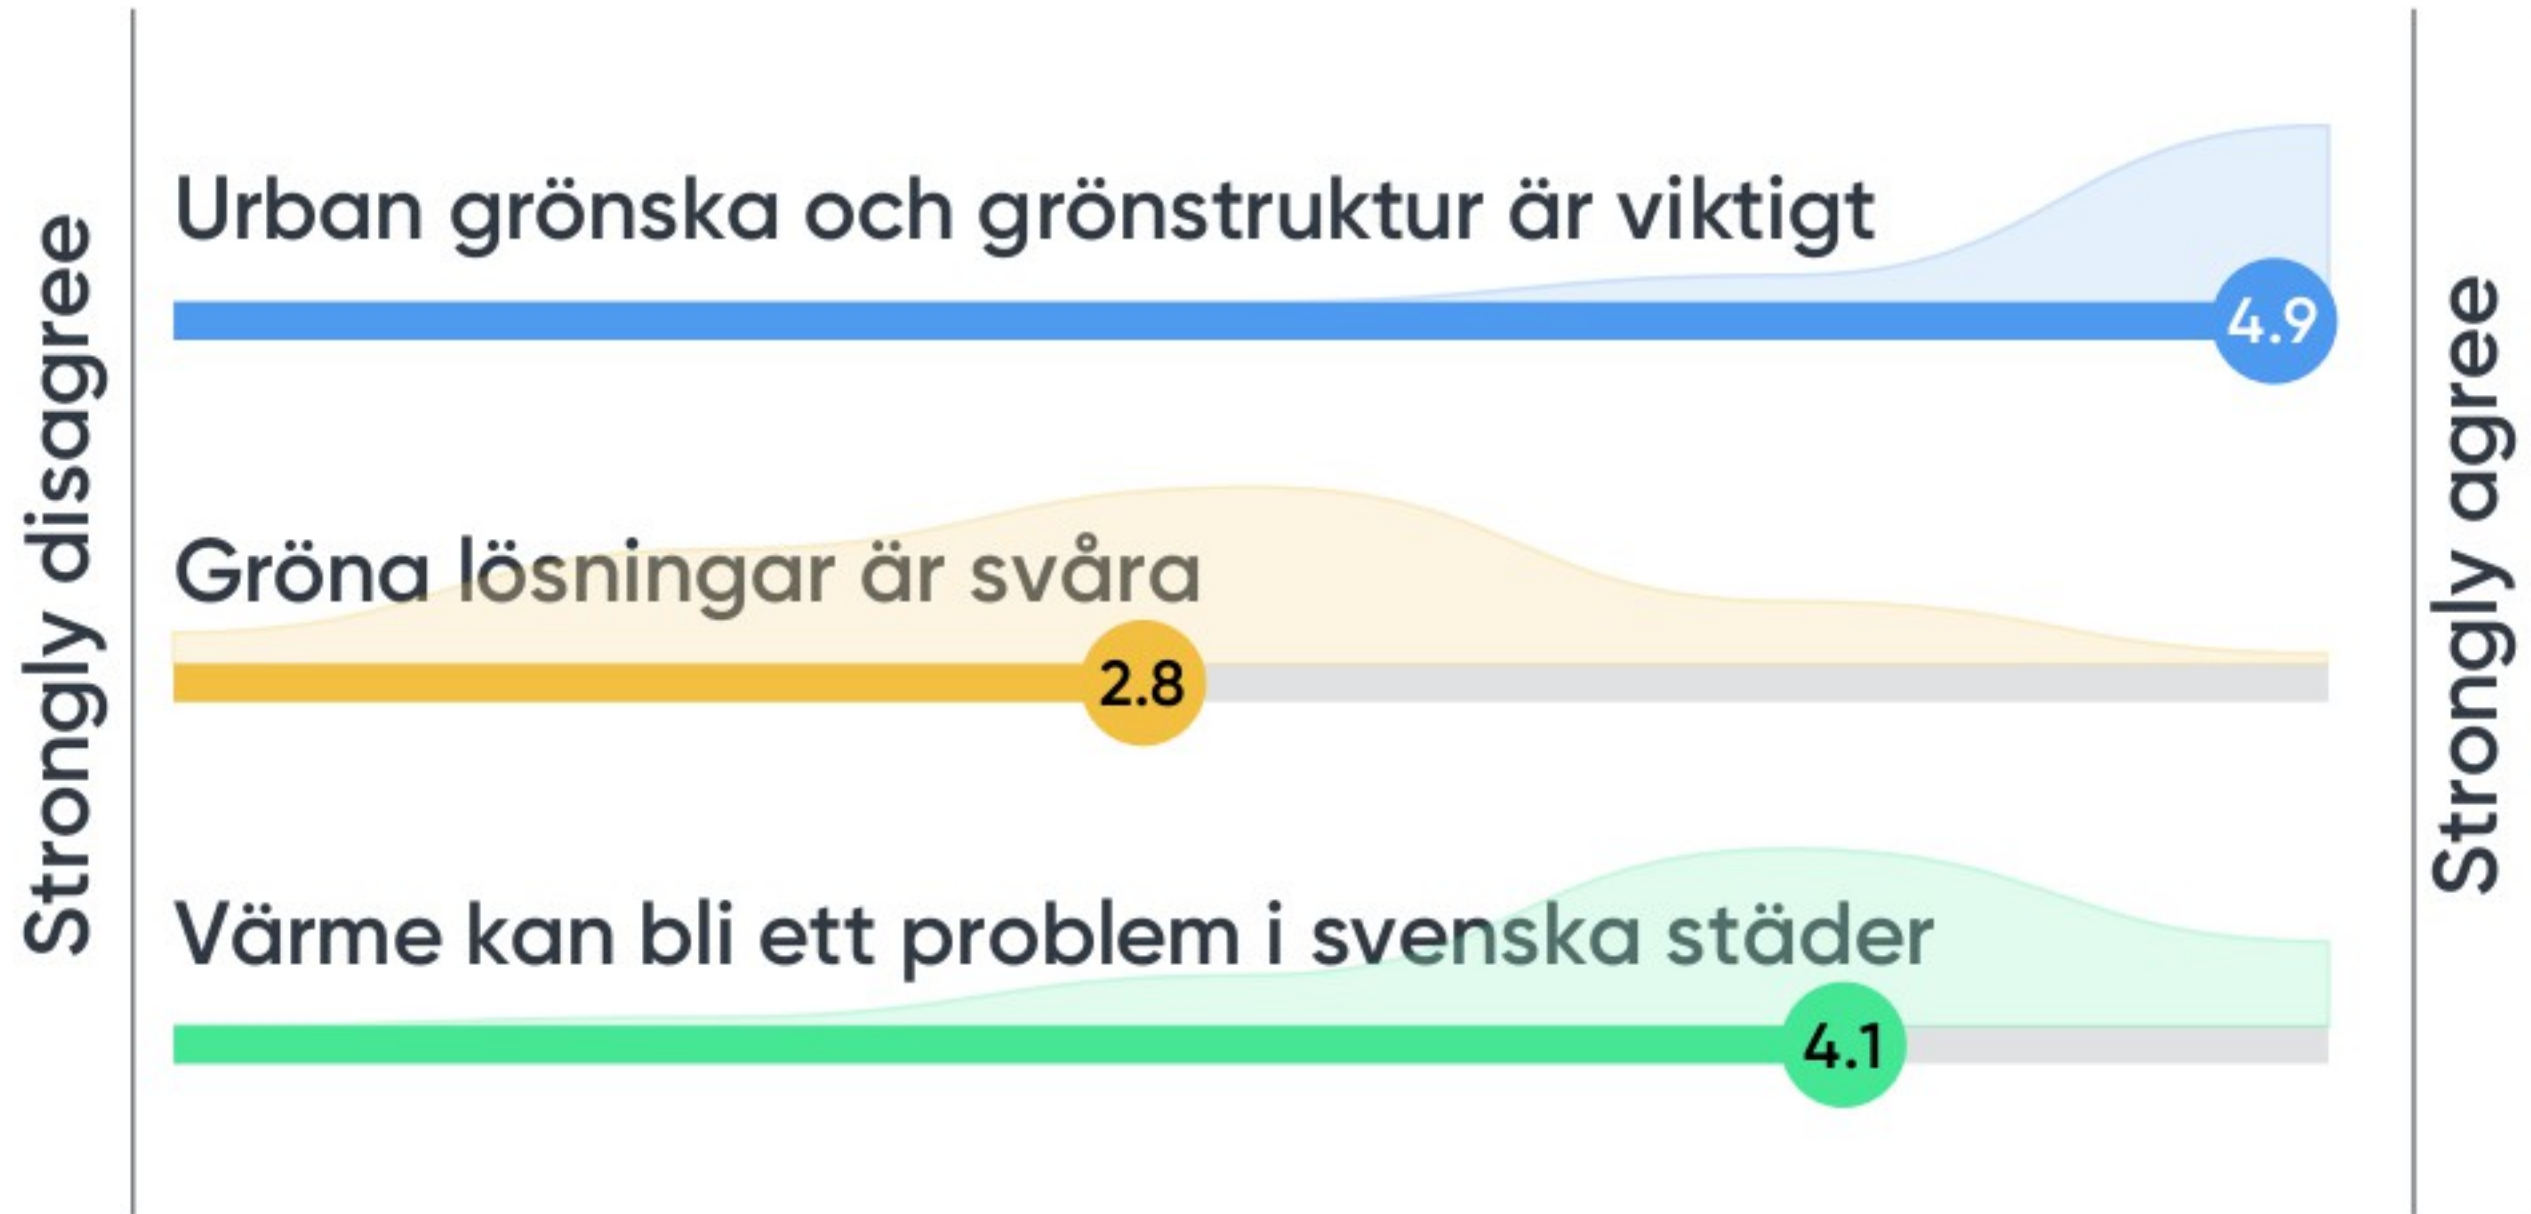 Strongly disagree
Urban grönska och grönstruktur är viktigt
4.9
Gröna lösningar är svåra
2.8
Värme kan bli ett problem i svenska städer
4.1
Strongly agree